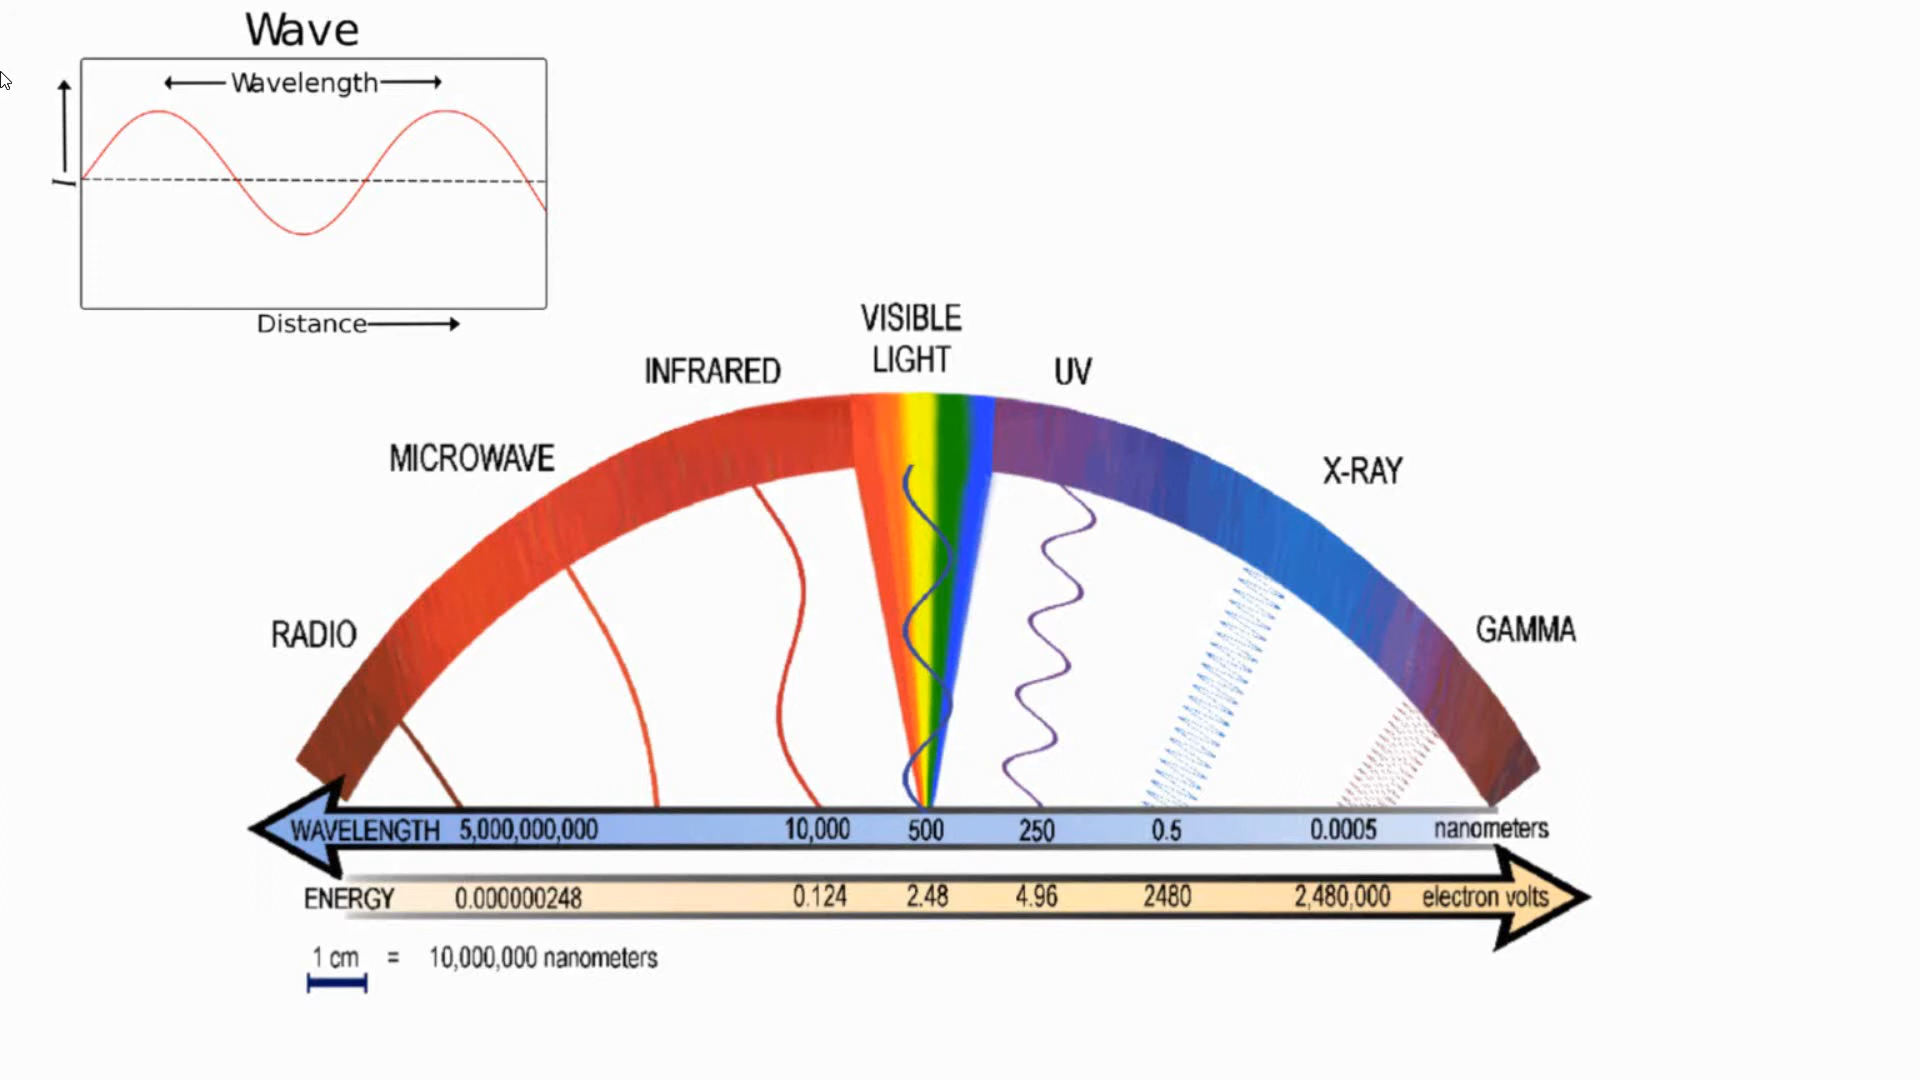 Wave
Wavelength
I
Distance
VISIBLE
LIGHT
INFRARED
UV
MICROWAVE
X-RAY
RADIO
GAMMA
WAVELENGTH 5,000,000,000 10,000 500 250 0.5 0.0005 nanometers
ENERGY 0.000000248 0.124 2.48 4.96 2480 2,480,000 electron volts
1 cm = 10,000,000 nanometers